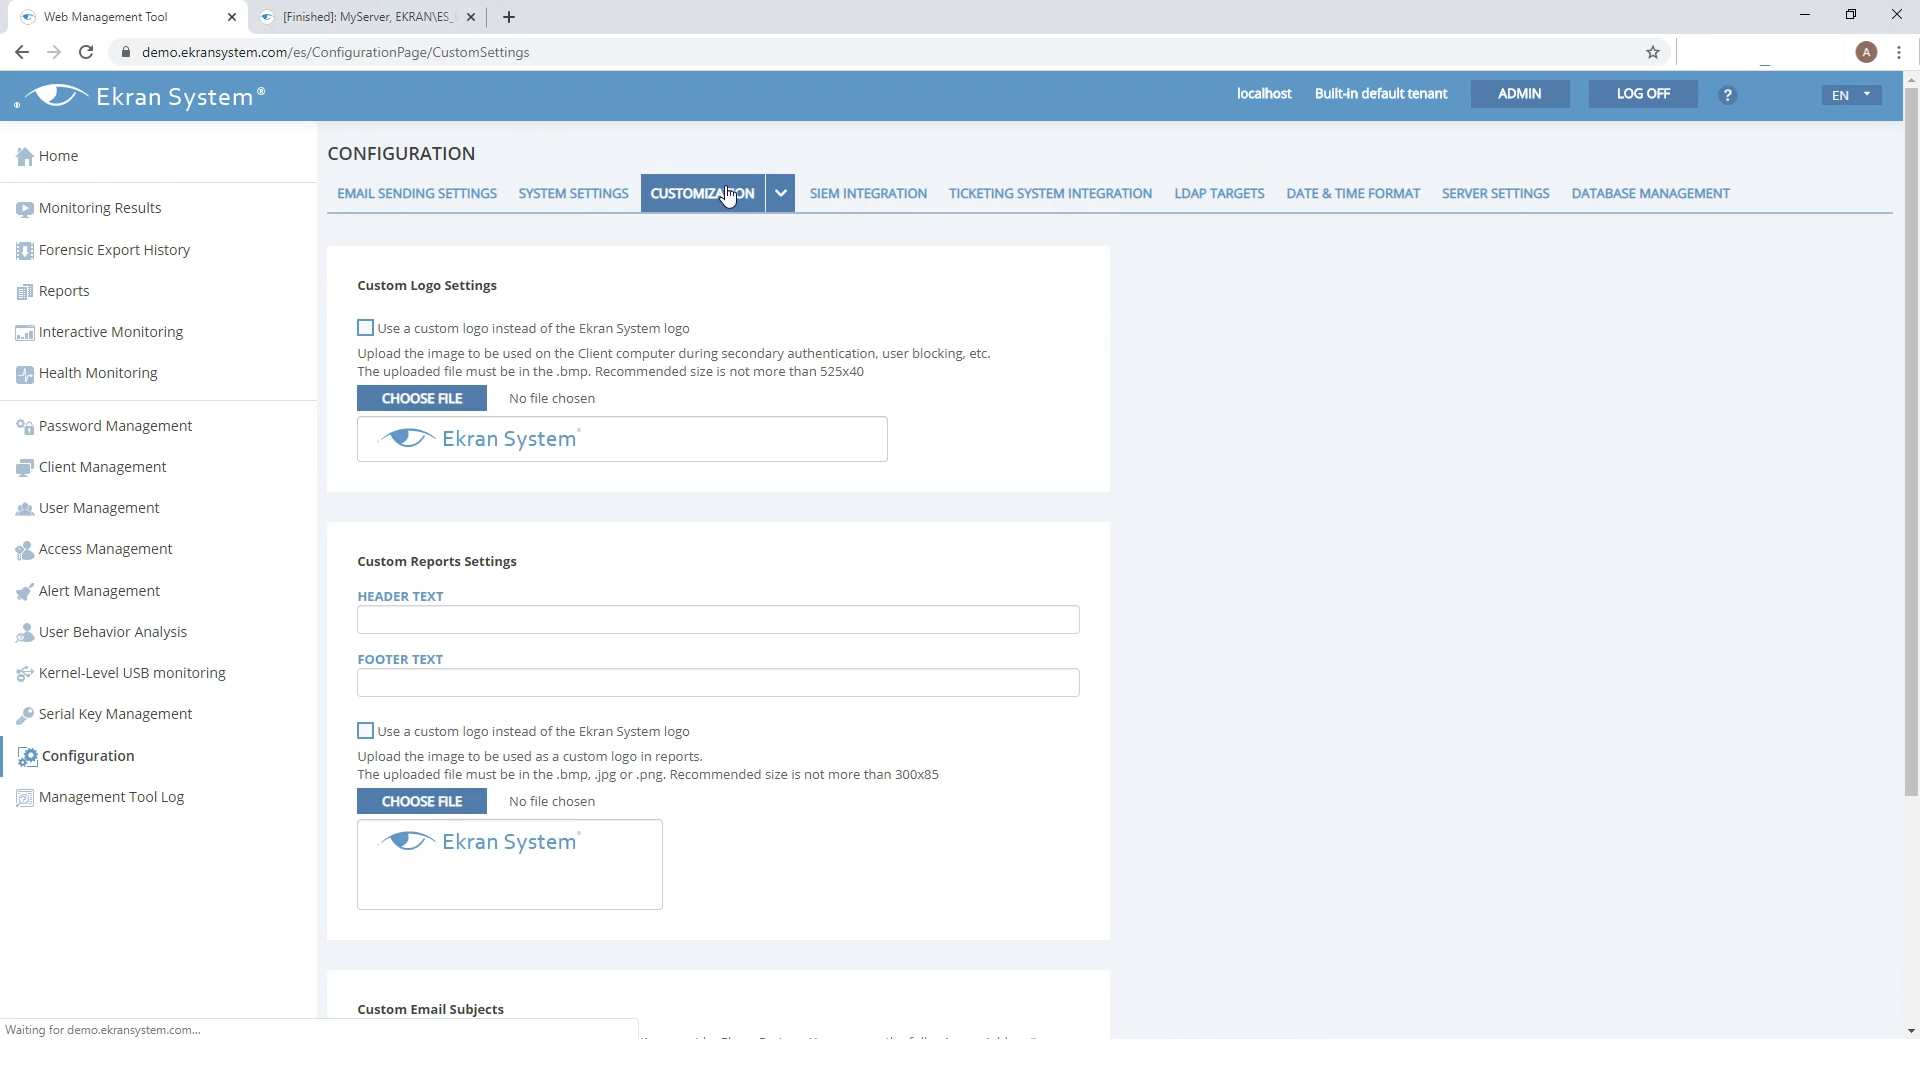 Web Management Tool
[Finished]: MyServer, EKRAN\ES_
demo.ekransystem.com/es/ConfigurationPage/CustomSettings
A
Ekran System®
localhost
Built-in default tenant
ADMIN
LOG OFF
?
EN
Home
Monitoring Results
Forensic Export History
Reports
Interactive Monitoring
Health Monitoring
Password Management
Client Management
User Management
Access Management
Alert Management
User Behavior Analysis
Kernel-Level USB monitoring
Serial Key Management
Configuration
Management Tool Log
CONFIGURATION
EMAIL SENDING SETTINGS
SYSTEM SETTINGS
CUSTOMIZATION
SIEM INTEGRATION
TICKETING SYSTEM INTEGRATION
LDAP TARGETS
DATE & TIME FORMAT
SERVER SETTINGS
DATABASE MANAGEMENT
Custom Logo Settings
Use a custom logo instead of the Ekran System logo
Upload the image to be used on the Client computer during secondary authentication, user blocking, etc.
The uploaded file must be in the .bmp. Recommended size is not more than 525x40
CHOOSE FILE
No file chosen
Ekran System®
Custom Reports Settings
HEADER TEXT
FOOTER TEXT
Use a custom logo instead of the Ekran System logo
Upload the image to be used as a custom logo in reports.
The uploaded file must be in the .bmp, .jpg or .png. Recommended size is not more than 300x85
CHOOSE FILE
No file chosen
Ekran System®
Custom Email Subjects
Waiting for demo.ekransystem.com...